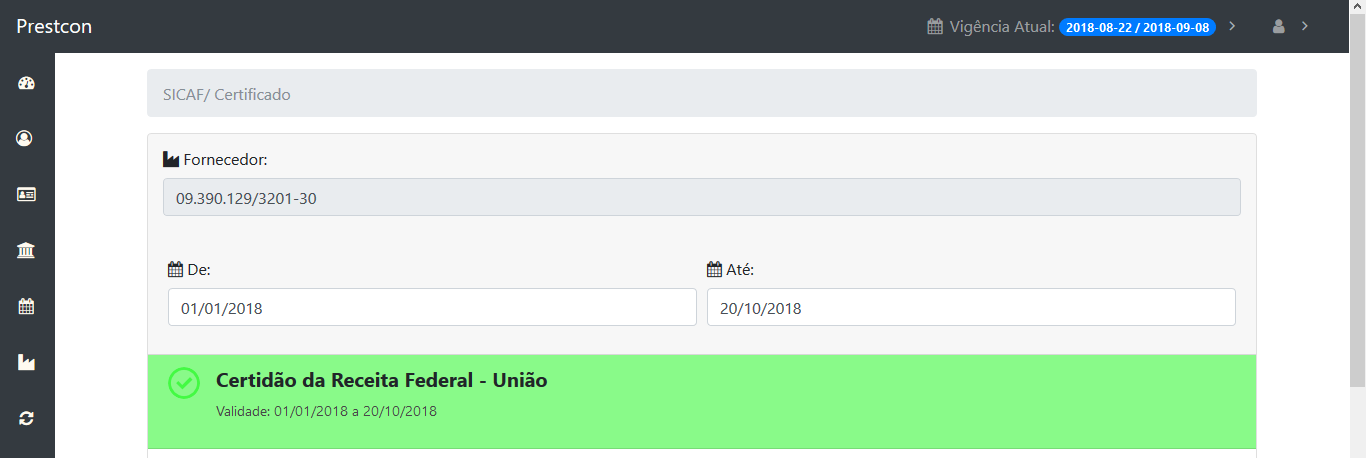 Prestcon
Vigência Atual: 2018-08-22 / 2018-09-08
SICAF/ Certificado
Fornecedor:
09.390.129/3201-30
De:
Até:
01/01/2018
20/10/2018
Certidão da Receita Federal - União
Validade: 01/01/2018 a 20/10/2018